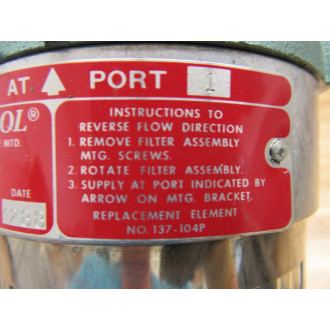 AT PORT 1
OL®
E MTD.
DATE
INSTRUCTIONS TO
REVERSE FLOW DIRECTION
1. REMOVE FILTER ASSEMBLY
MTG. SCREWS.
2. ROTATE FILTER ASSEMBLY.
3. SUPPLY AT PORT INDICATED BY
ARROW ON MTG. BRACKET.
REPLACEMENT ELEMENT
NO. 137-104P